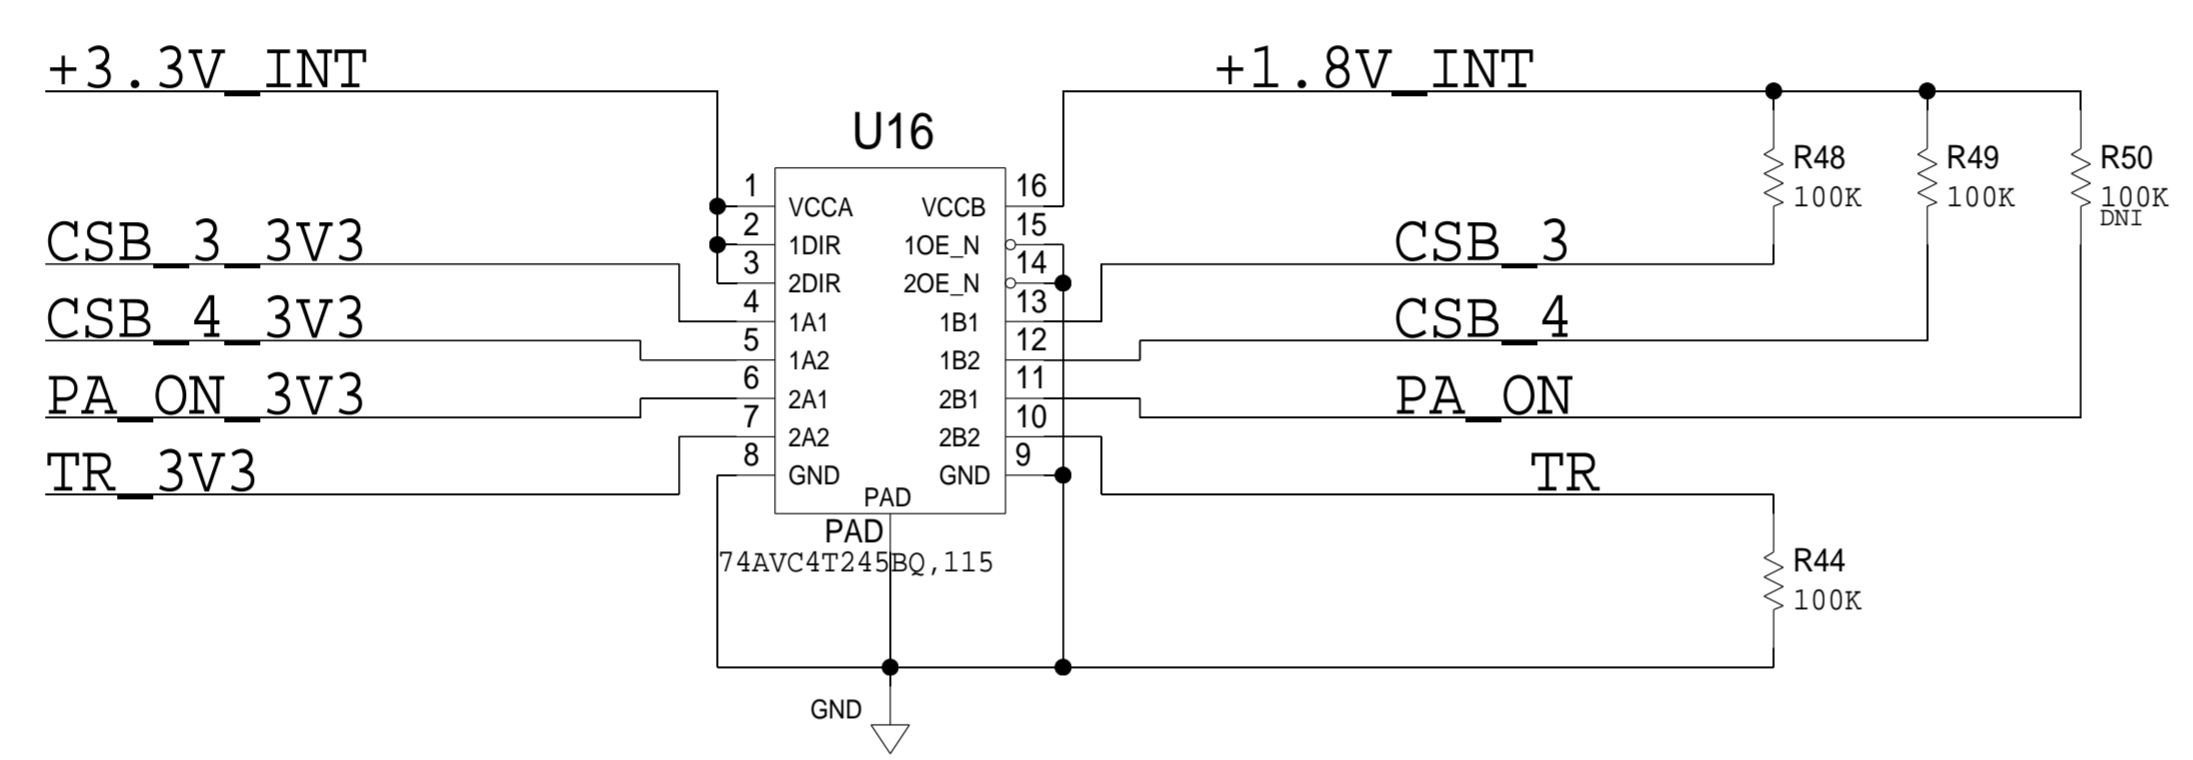 +3.3V_INT
+1.8V_INT
U16
R48
100K
R49
100K
R50
100K
DNI
1
VCCA
VCCB
16
2
1DIR
1OE_N
15
3
2DIR
2OE_N
14
4
1A1
1B1
13
5
1A2
1B2
12
6
2A1
2B1
11
7
2A2
2B2
10
8
GND
GND
9
PAD
PAD
74AVC4T245BQ,115
CSB_3_3V3
CSB_4_3V3
PA_ON_3V3
TR_3V3
CSB_3
CSB_4
PA_ON
TR
R44
100K
GND